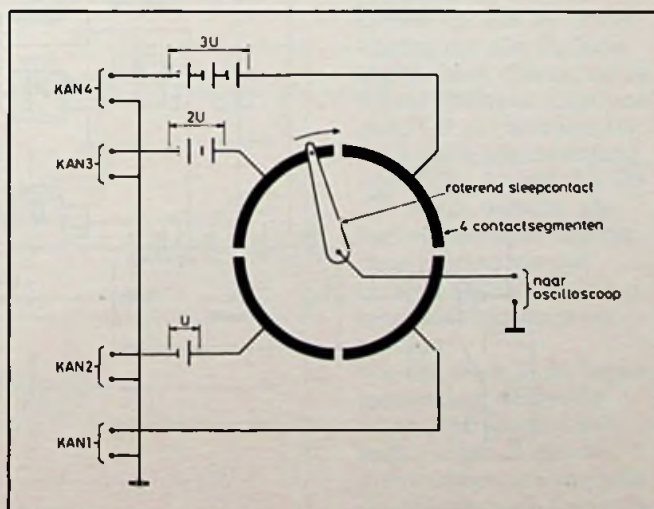 3U
KAN4
2U
KAN3
roterend sleepcontact
4 contactsegmenten
naar
oscilloscoop
U
KAN2
KAN1